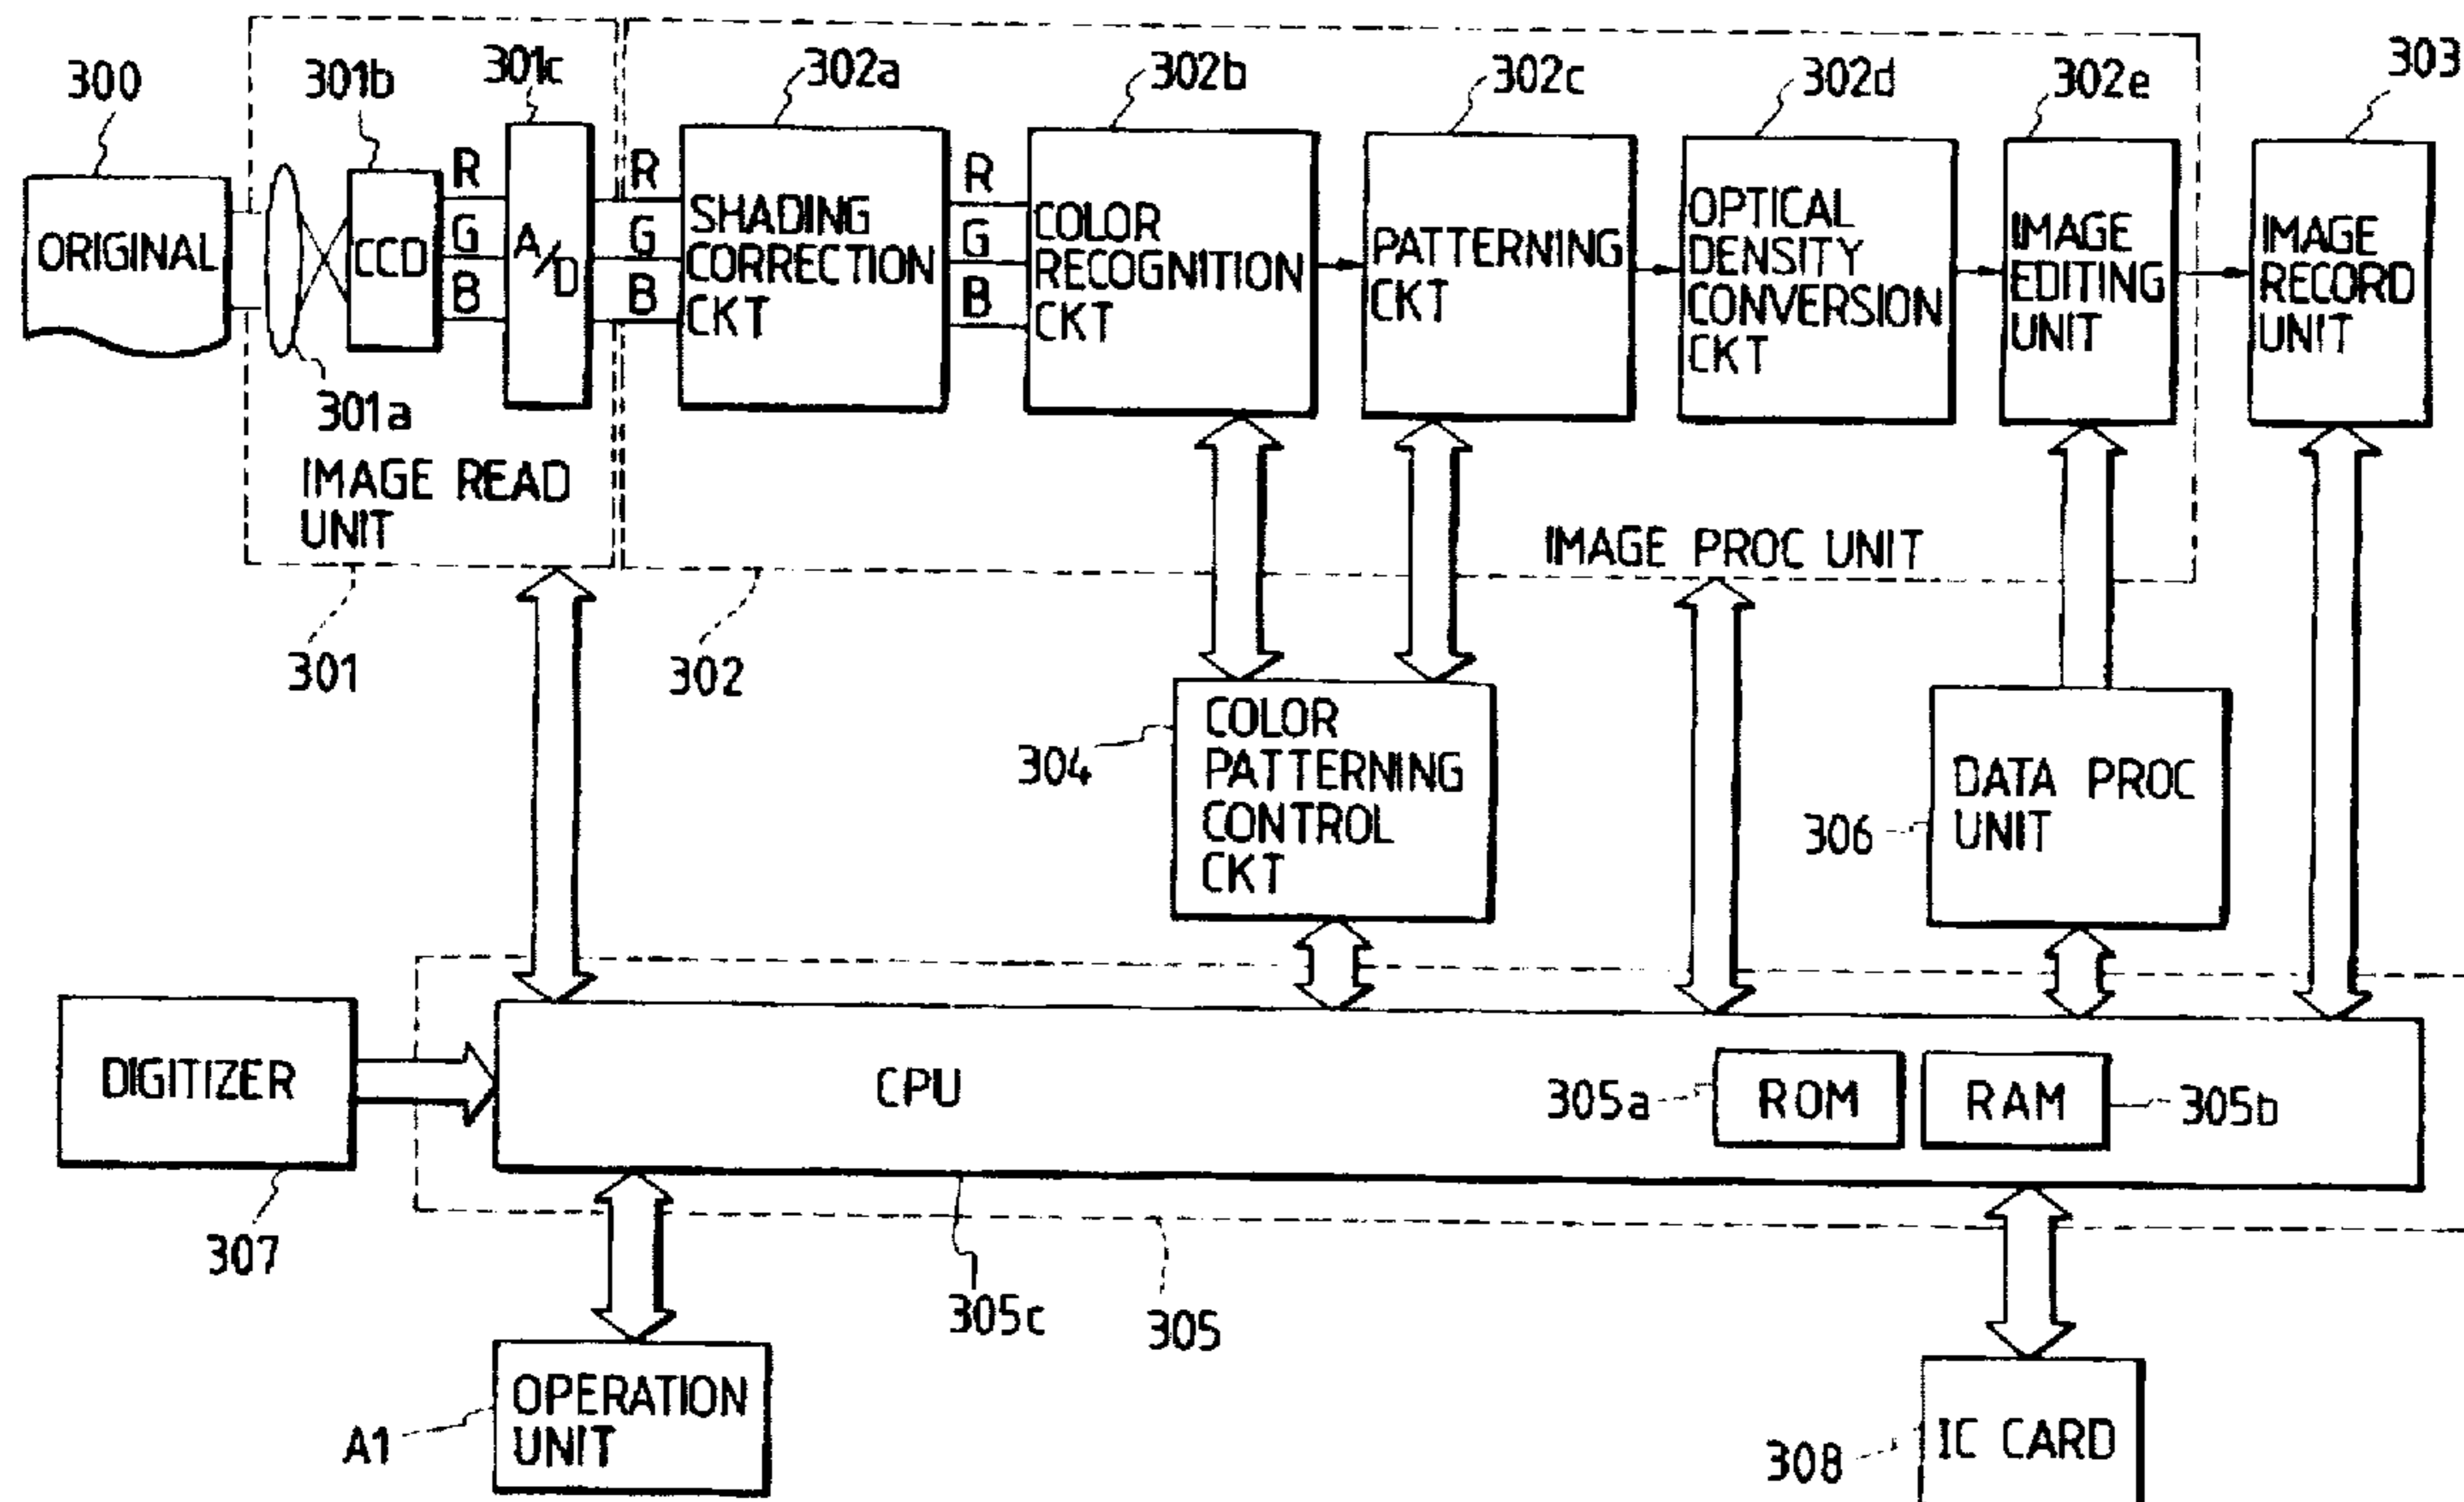 300
301b
301c
302a
302b
302c
302d
302e
303
ORIGINAL
CCD
R
G
B
A/D
R
G
B
SHADING
CORRECTION
CKT
R
G
B
COLOR
RECOGNITION
CKT
PATTERNING
CKT
OPTICAL
DENSITY
CONVERSION
CKT
IMAGE
EDITING
UNIT
IMAGE
RECORD
UNIT
301a
IMAGE READ
UNIT
IMAGE PROC UNIT
301
302
304
COLOR
PATTERNING
CONTROL
CKT
306
DATA PROC
UNIT
DIGITIZER
CPU
305a
ROM
RAM
305b
307
305c
305
A1
OPERATION
UNIT
308
IC CARD